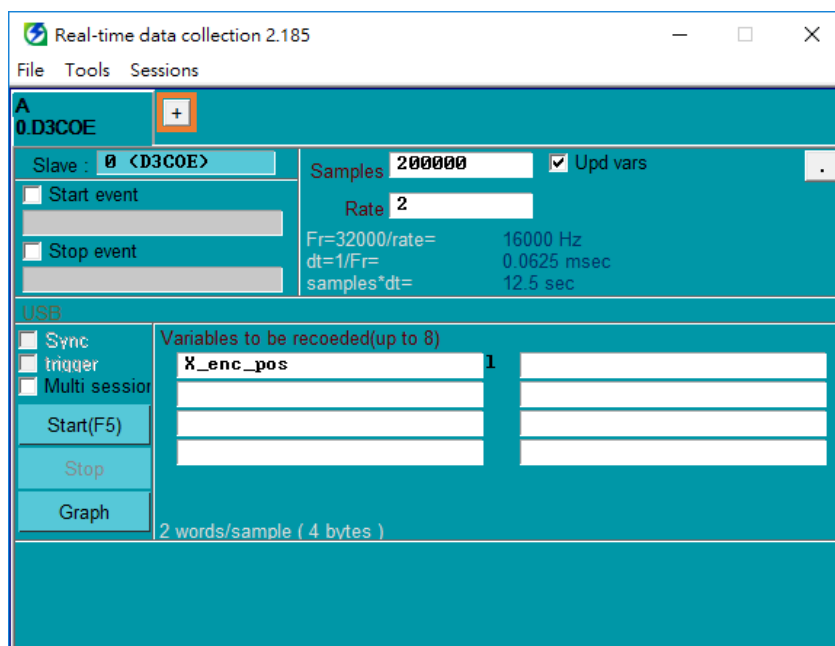 Real-time data collection 2.185
File Tools Sessions
A
0.D3COE
+
Slave : 0 <D3COE>
Samples 200000
Upd vars
.
Start event
Rate 2
Fr=32000/rate= 16000 Hz
Stop event
dt=1/Fr= 0.0625 msec
samples*dt= 12.5 sec
USB
Sync
trigger
Multi session
Variables to be recoeded(up to 8)
X_enc_pos 1
Start(F5)
Stop
Graph
2 words/sample ( 4 bytes )